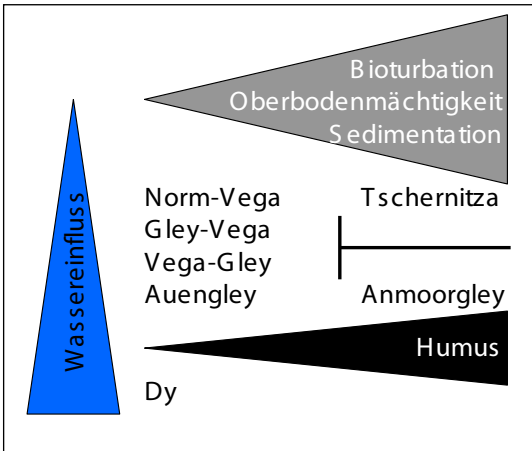 Bioturbation
Oberbodenmächtigkeit
Sedimentation
Wassereinfluss
Norm-Vega Tschernitza
Gley-Vega
Vega-Gley
Auengley Anmoorgley
Humus
Dy